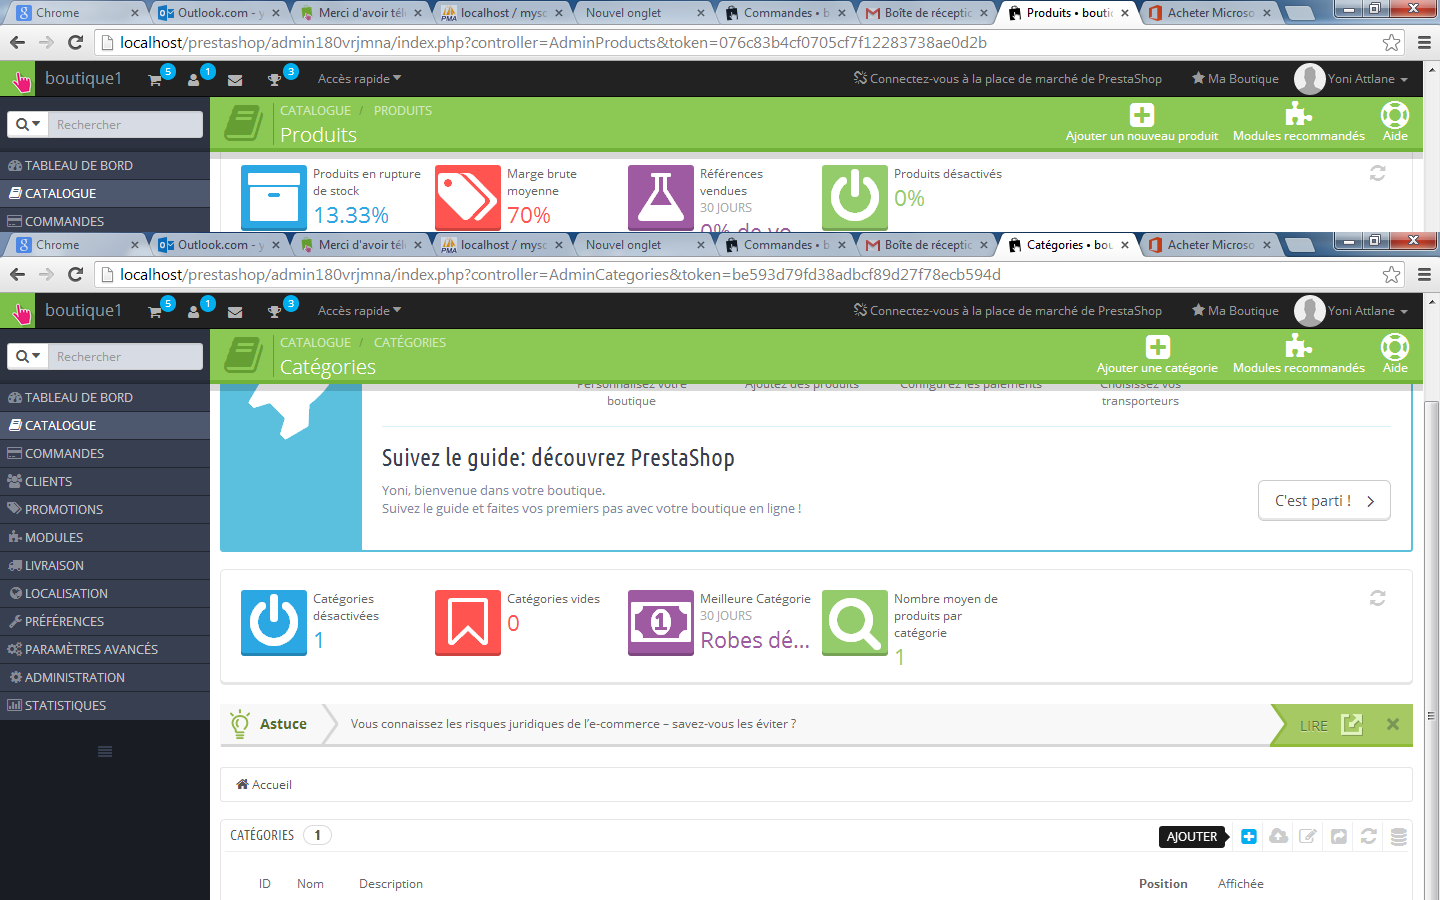 Chrome
Outlook.com - y
Merci d'avoir télé
localhost / myso
Nouvel onglet
Commandes • b
Boîte de réceptic
Produits • boutic
Acheter Microso
localhost/prestashop/admin180vrjmna/index.php?controller=AdminProducts&token=076c83b4cf0705cf7f12283738ae0d2b
boutique1
5
1
3
Accès rapide
Connectez-vous à la place de marché de PrestaShop
Ma Boutique
Yoni Attlane
Rechercher
CATALOGUE / PRODUITS
Produits
Ajouter un nouveau produit
Modules recommandés
Aide
TABLEAU DE BORD
CATALOGUE
COMMANDES
Produits en rupture
de stock
13.33%
Marge brute
moyenne
70%
Références
vendues
30 JOURS
0% de vo
Produits désactivés
0%
Chrome
Outlook.com - y
Merci d'avoir télé
localhost / myso
Nouvel onglet
Commandes • b
Boîte de réceptic
Catégories • bou
Acheter Microso
localhost/prestashop/admin180vrjmna/index.php?controller=AdminCategories&token=be593d79fd38adbcf89d27f78ecb594d
boutique1
5
1
3
Accès rapide
Connectez-vous à la place de marché de PrestaShop
Ma Boutique
Yoni Attlane
Rechercher
CATALOGUE / CATÉGORIES
Catégories
Ajouter une catégorie
Modules recommandés
Aide
TABLEAU DE BORD
CATALOGUE
COMMANDES
CLIENTS
PROMOTIONS
MODULES
LIVRAISON
LOCALISATION
PRÉFÉRENCES
PARAMÈTRES AVANCÉS
ADMINISTRATION
STATISTIQUES
Personnalisez votre
boutique
Ajoutez des produits
Configurez les paiements
Choisissez vos
transporteurs
Suivez le guide: découvrez PrestaShop
Yoni, bienvenue dans votre boutique.
Suivez le guide et faites vos premiers pas avec votre boutique en ligne !
C'est parti !
Catégories
désactivées
1
Catégories vides
0
Meilleure Catégorie
30 JOURS
Robes dé...
Nombre moyen de
produits par
catégorie
1
Astuce
Vous connaissez les risques juridiques de l'e-commerce – savez-vous les éviter ?
LIRE
Accueil
CATÉGORIES 1
AJOUTER
ID
Nom
Description
Position
Affichée